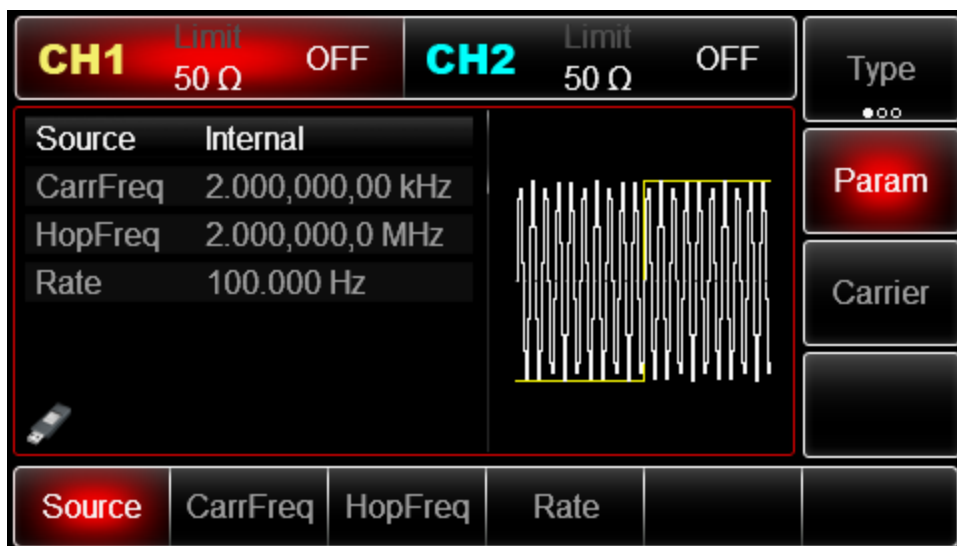 CH1 Limit 50 Ω OFF
CH2 Limit 50 Ω OFF
Type
Source Internal
CarrFreq 2.000,000,00 kHz
HopFreq 2.000,000,0 MHz
Rate 100.000 Hz
Param
Carrier
Source CarrFreq HopFreq Rate